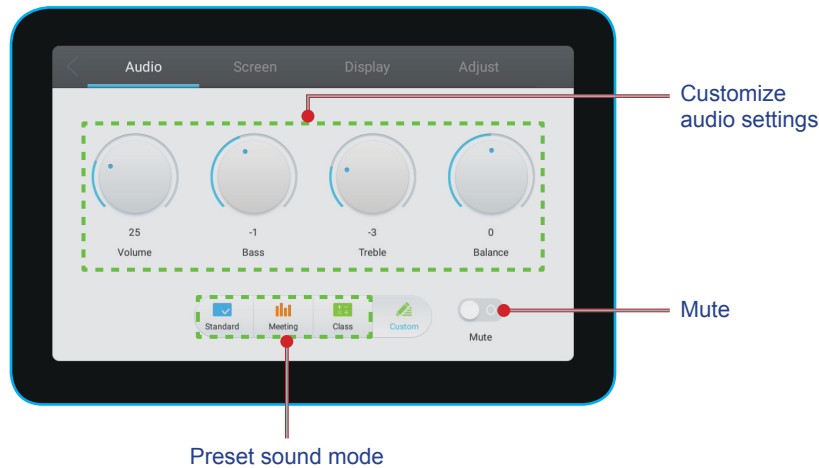 Audio Screen Display Adjust
Customize
audio settings
25 -1 -3 0
Volume Bass Treble Balance
Standard Meeting Class Custom
Mute
Mute
Preset sound mode